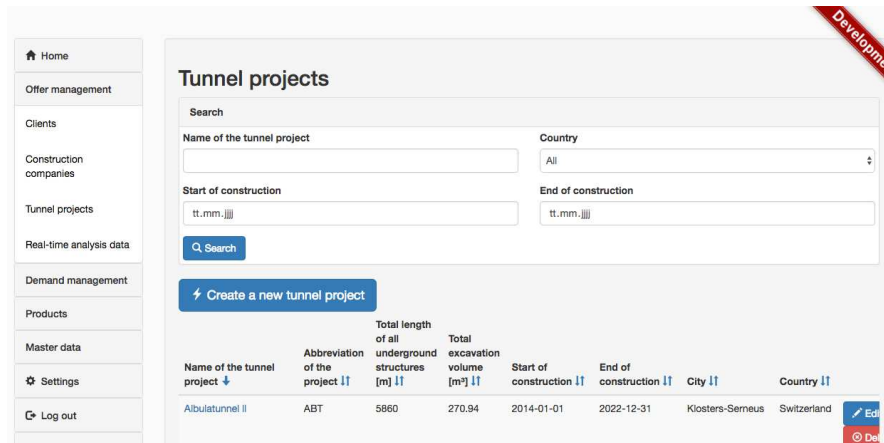 Developme
Home
Offer management
Clients
Construction
companies
Tunnel projects
Real-time analysis data
Demand management
Products
Master data
Settings
Log out
Tunnel projects
Search
Name of the tunnel project
Country
All
Start of construction
End of construction
tt.mm.jjjj
tt.mm.jjjj
Search
Create a new tunnel project
Name of the tunnel
project
Abbreviation
of the
project
Total length
of all
underground
structures
[m]
Total
excavation
volume
[m³]
Start of
construction
End of
construction
City
Country
Albulatunnel II
ABT
5860
270.94
2014-01-01
2022-12-31
Klosters-Serneus
Switzerland
Edi
Del